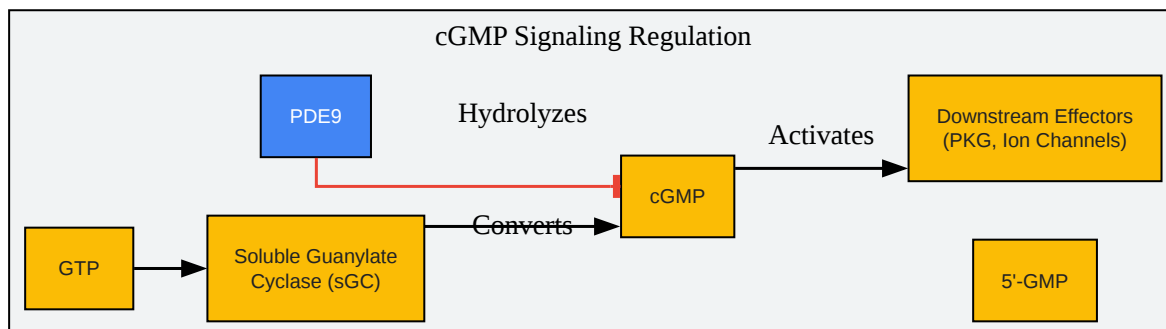 cGMP Signaling Regulation
PDE9
Hydrolyzes
Downstream Effectors
(PKG, Ion Channels)
Activates
cGMP
Converts
Soluble Guanylate
Cyclase (sGC)
GTP
5'-GMP